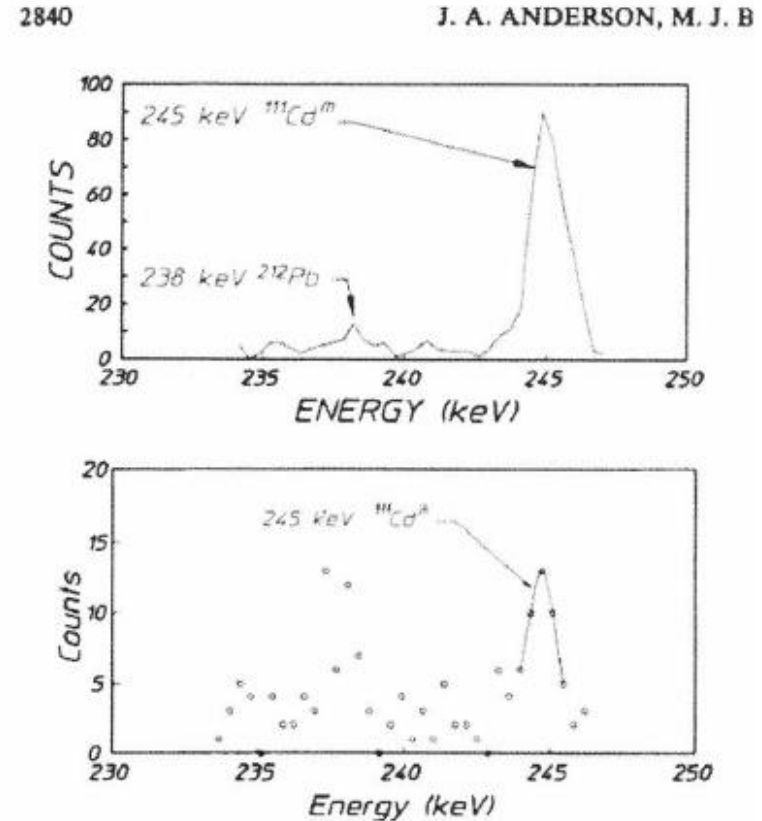 2840 J. A. ANDERSON, M. J. B
100
245 keV ¹¹¹Cdᵐ
80
60
COUNTS
40
238 keV ²¹²Pb
20
0
230 235 240 245 250
ENERGY (keV)
20
245 keV ¹¹¹Cdᵐ
15
Counts
10
5
0
230 235 240 245 250
Energy (keV)